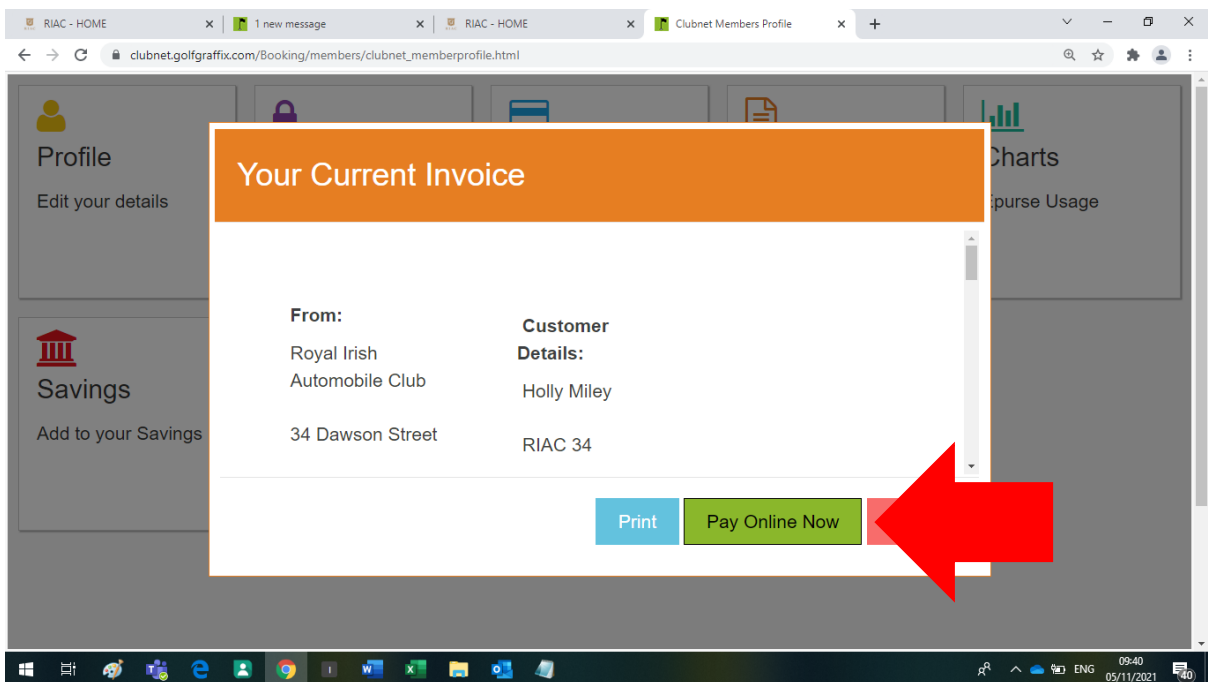 RIAC - HOME
1 new message
RIAC - HOME
Clubnet Members Profile
clubnet.golfgraffix.com/Booking/members/clubnet_memberprofile.html
Profile
Edit your details
Charts
Epurse Usage
Savings
Add to your Savings
Your Current Invoice
From:
Royal Irish
Automobile Club
34 Dawson Street
Customer
Details:
Holly Miley
RIAC 34
Print
Pay Online Now
ENG
09:40
05/11/2021
40